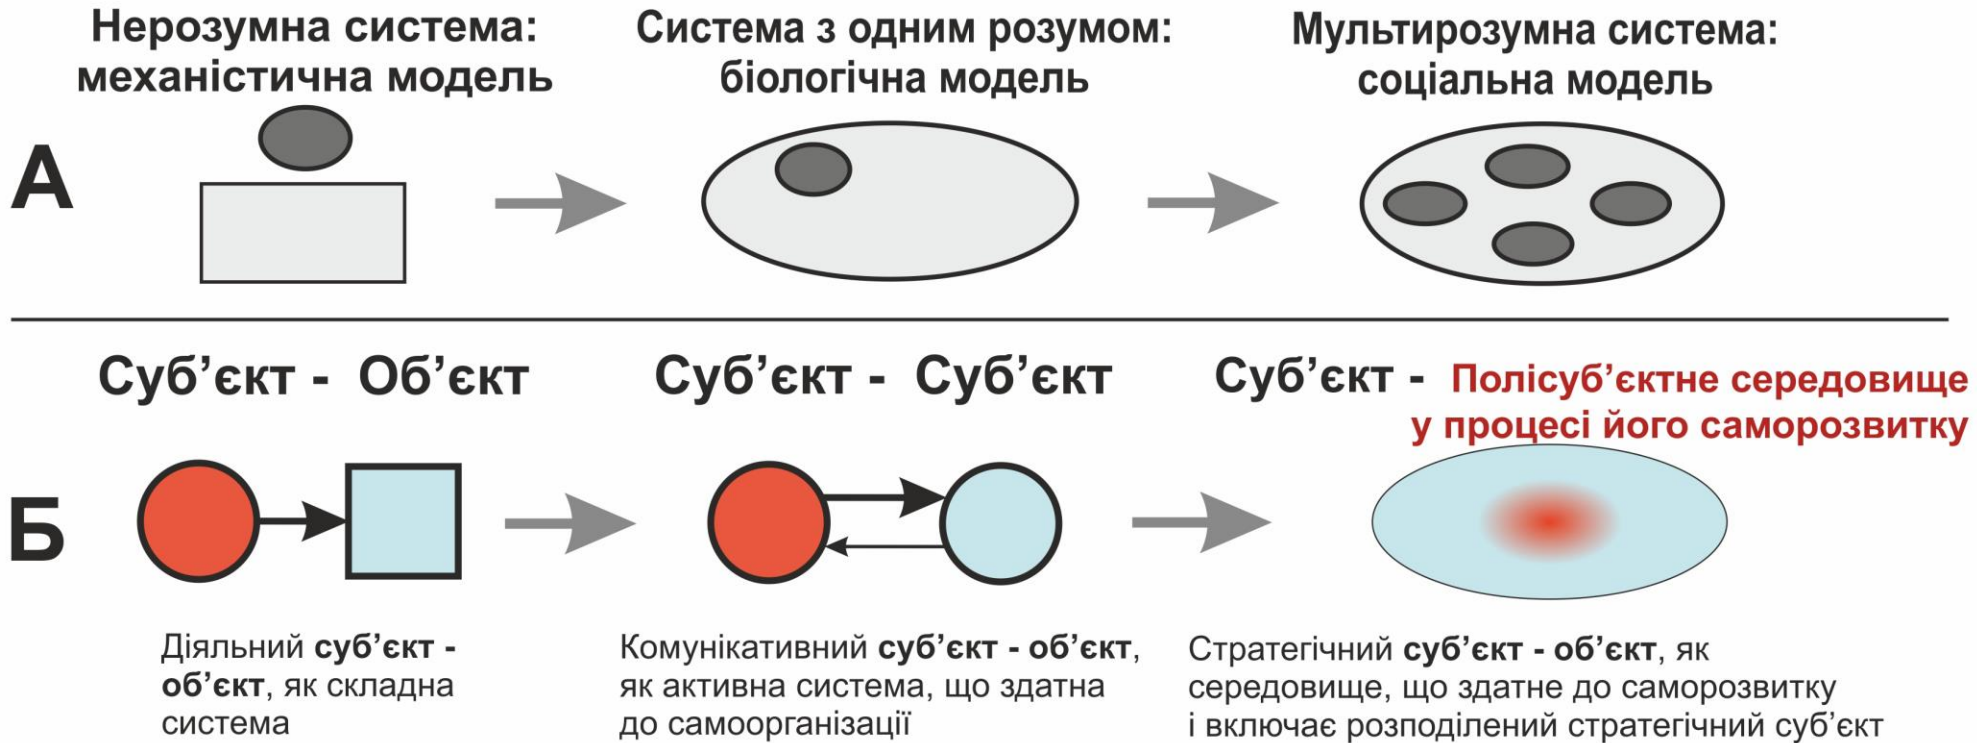 Нерозумна система:
механістична модель
Система з одним розумом:
біологічна модель
Мультирозумна система:
соціальна модель
А
Суб’єкт - Об’єкт
Суб’єкт - Суб’єкт
Суб’єкт - Полісуб’єктне середовище
у процесі його саморозвитку
Б
Діяльний суб’єкт -
об’єкт, як складна
система
Комунікативний суб’єкт - об’єкт,
як активна система, що здатна
до самоорганізації
Стратегічний суб’єкт - об’єкт, як
середовище, що здатне до саморозвитку
і включає розподілений стратегічний суб’єкт